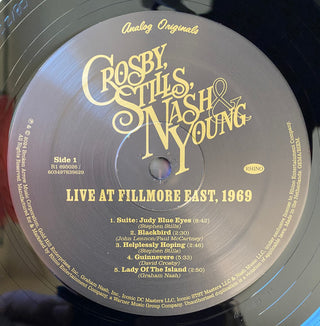 Analog Originals
CROSBY,
STILLS,
NASH &
YOUNG
Side 1
R1 695026 /
603497829629
RHINO
LIVE AT FILLMORE EAST, 1969
1. Suite: Judy Blue Eyes (8:42)
(Stephen Stills)
2. Blackbird (2:30)
(John Lennon/Paul McCartney)
3. Helplessly Hoping (2:46)
(Stephen Stills)
4. Guinnevere (5:33)
(David Crosby)
5. Lady Of The Island (2:50)
(Graham Nash)